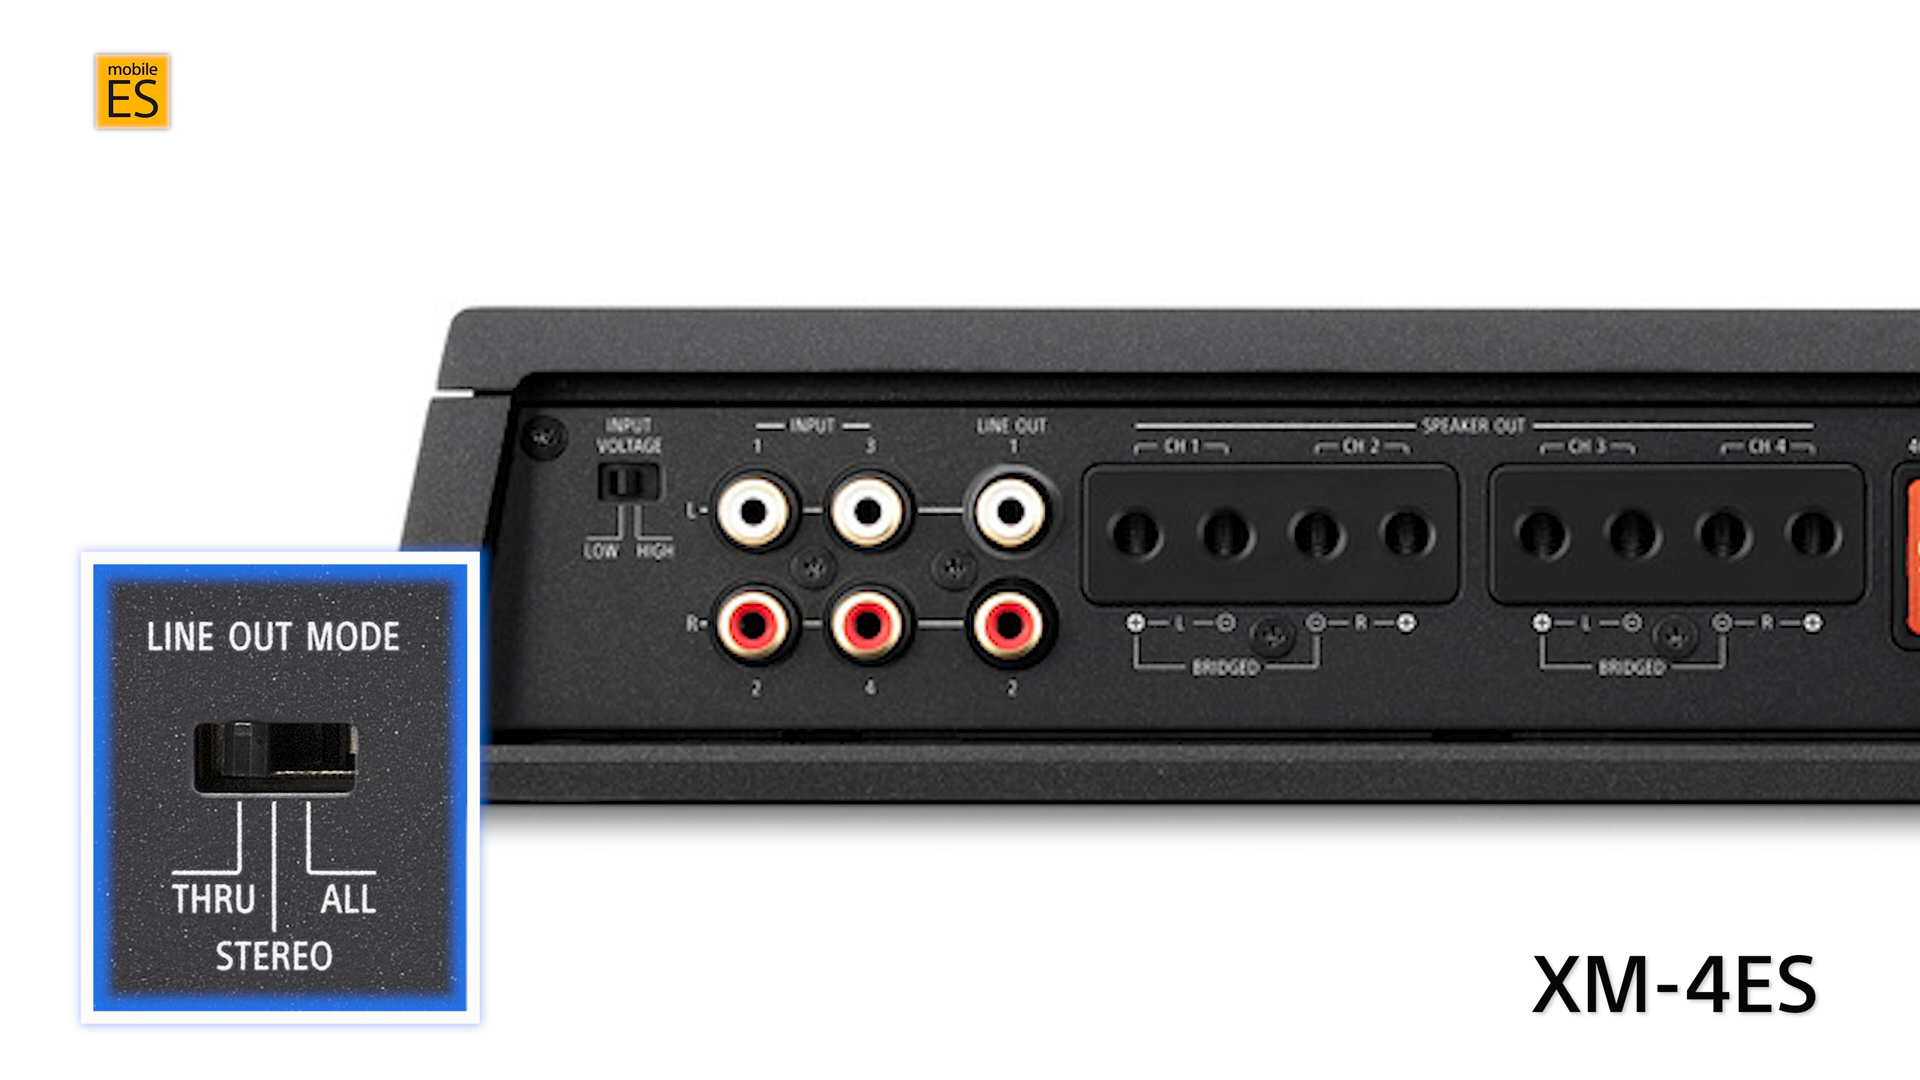 mobile
ES
INPUT
VOLTAGE
LOW HIGH
INPUT
1 3
LINE OUT
1
L
R
2 4 2
SPEAKER OUT
CH 1 CH 2 CH 3 CH 4
+ L - - R +
BRIDGED
+ L - - R +
BRIDGED
4
LINE OUT MODE
THRU ALL
STEREO
XM-4ES